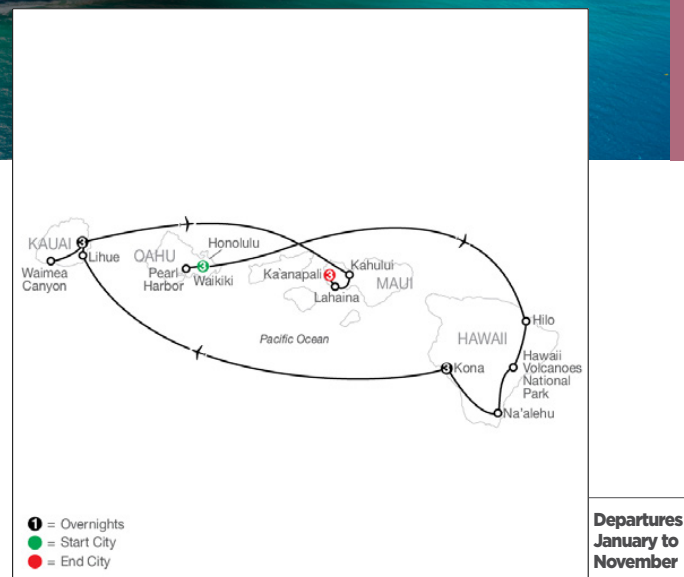 KAUAI
3
Lihue
Waimea
Canyon
OAHU
Honolulu
Pearl
Harbor
3
Waikiki
Ka'anapali
3
Kahului
Lahaina
MAUI
Pacific Ocean
HAWAII
Hilo
Hawaii
Volcanoes
National
Park
3
Kona
Na'alehu
1 = Overnights
= Start City
= End City
Departures
January to
November